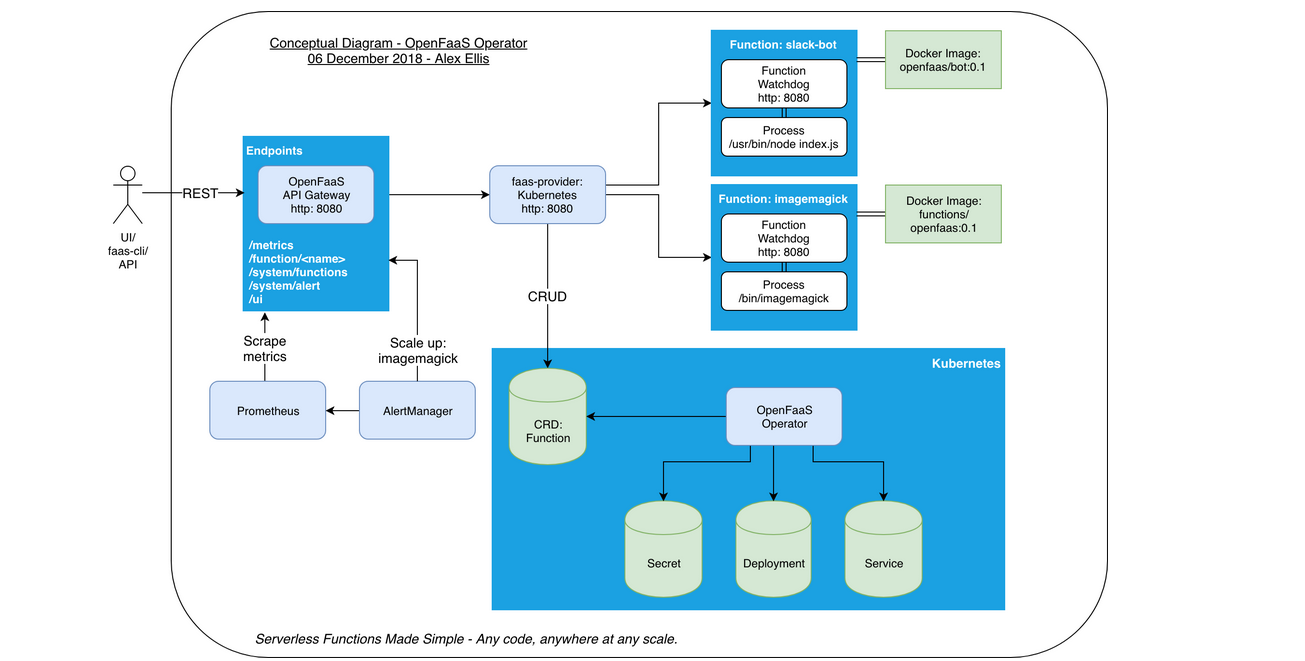 Conceptual Diagram - OpenFaaS Operator
06 December 2018 - Alex Ellis
UI/
faas-cli/
API
REST
Endpoints
OpenFaaS
API Gateway
http: 8080
/metrics
/function/<name>
/system/functions
/system/alert
/ui
faas-provider:
Kubernetes
http: 8080
Function: slack-bot
Function
Watchdog
http: 8080
Process
/usr/bin/node index.js
Docker Image:
openfaas/bot:0.1
Function: imagemagick
Function
Watchdog
http: 8080
Process
/bin/imagemagick
Docker Image:
functions/
openfaas:0.1
CRUD
Scrape
metrics
Scale up:
imagemagick
Prometheus
AlertManager
Kubernetes
CRD:
Function
OpenFaaS
Operator
Secret
Deployment
Service
Serverless Functions Made Simple - Any code, anywhere at any scale.